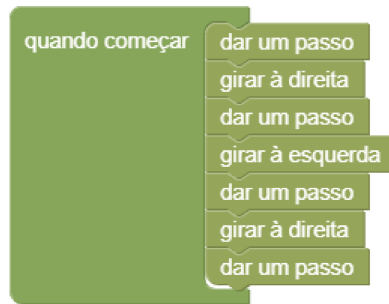 quando começar
dar um passo
girar à direita
dar um passo
girar à esquerda
dar um passo
girar à direita
dar um passo